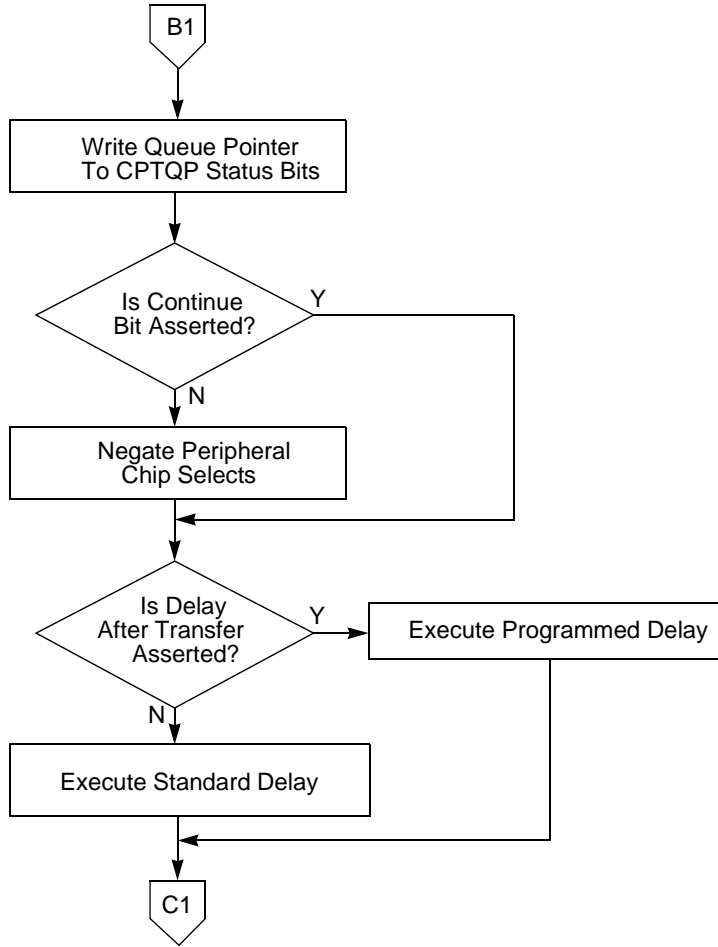 B1
Write Queue Pointer
To CPTQP Status Bits
Is Continue
Bit Asserted?
Y
N
Negate Peripheral
Chip Selects
Is Delay
After Transfer
Asserted?
Y
Execute Programmed Delay
N
Execute Standard Delay
C1